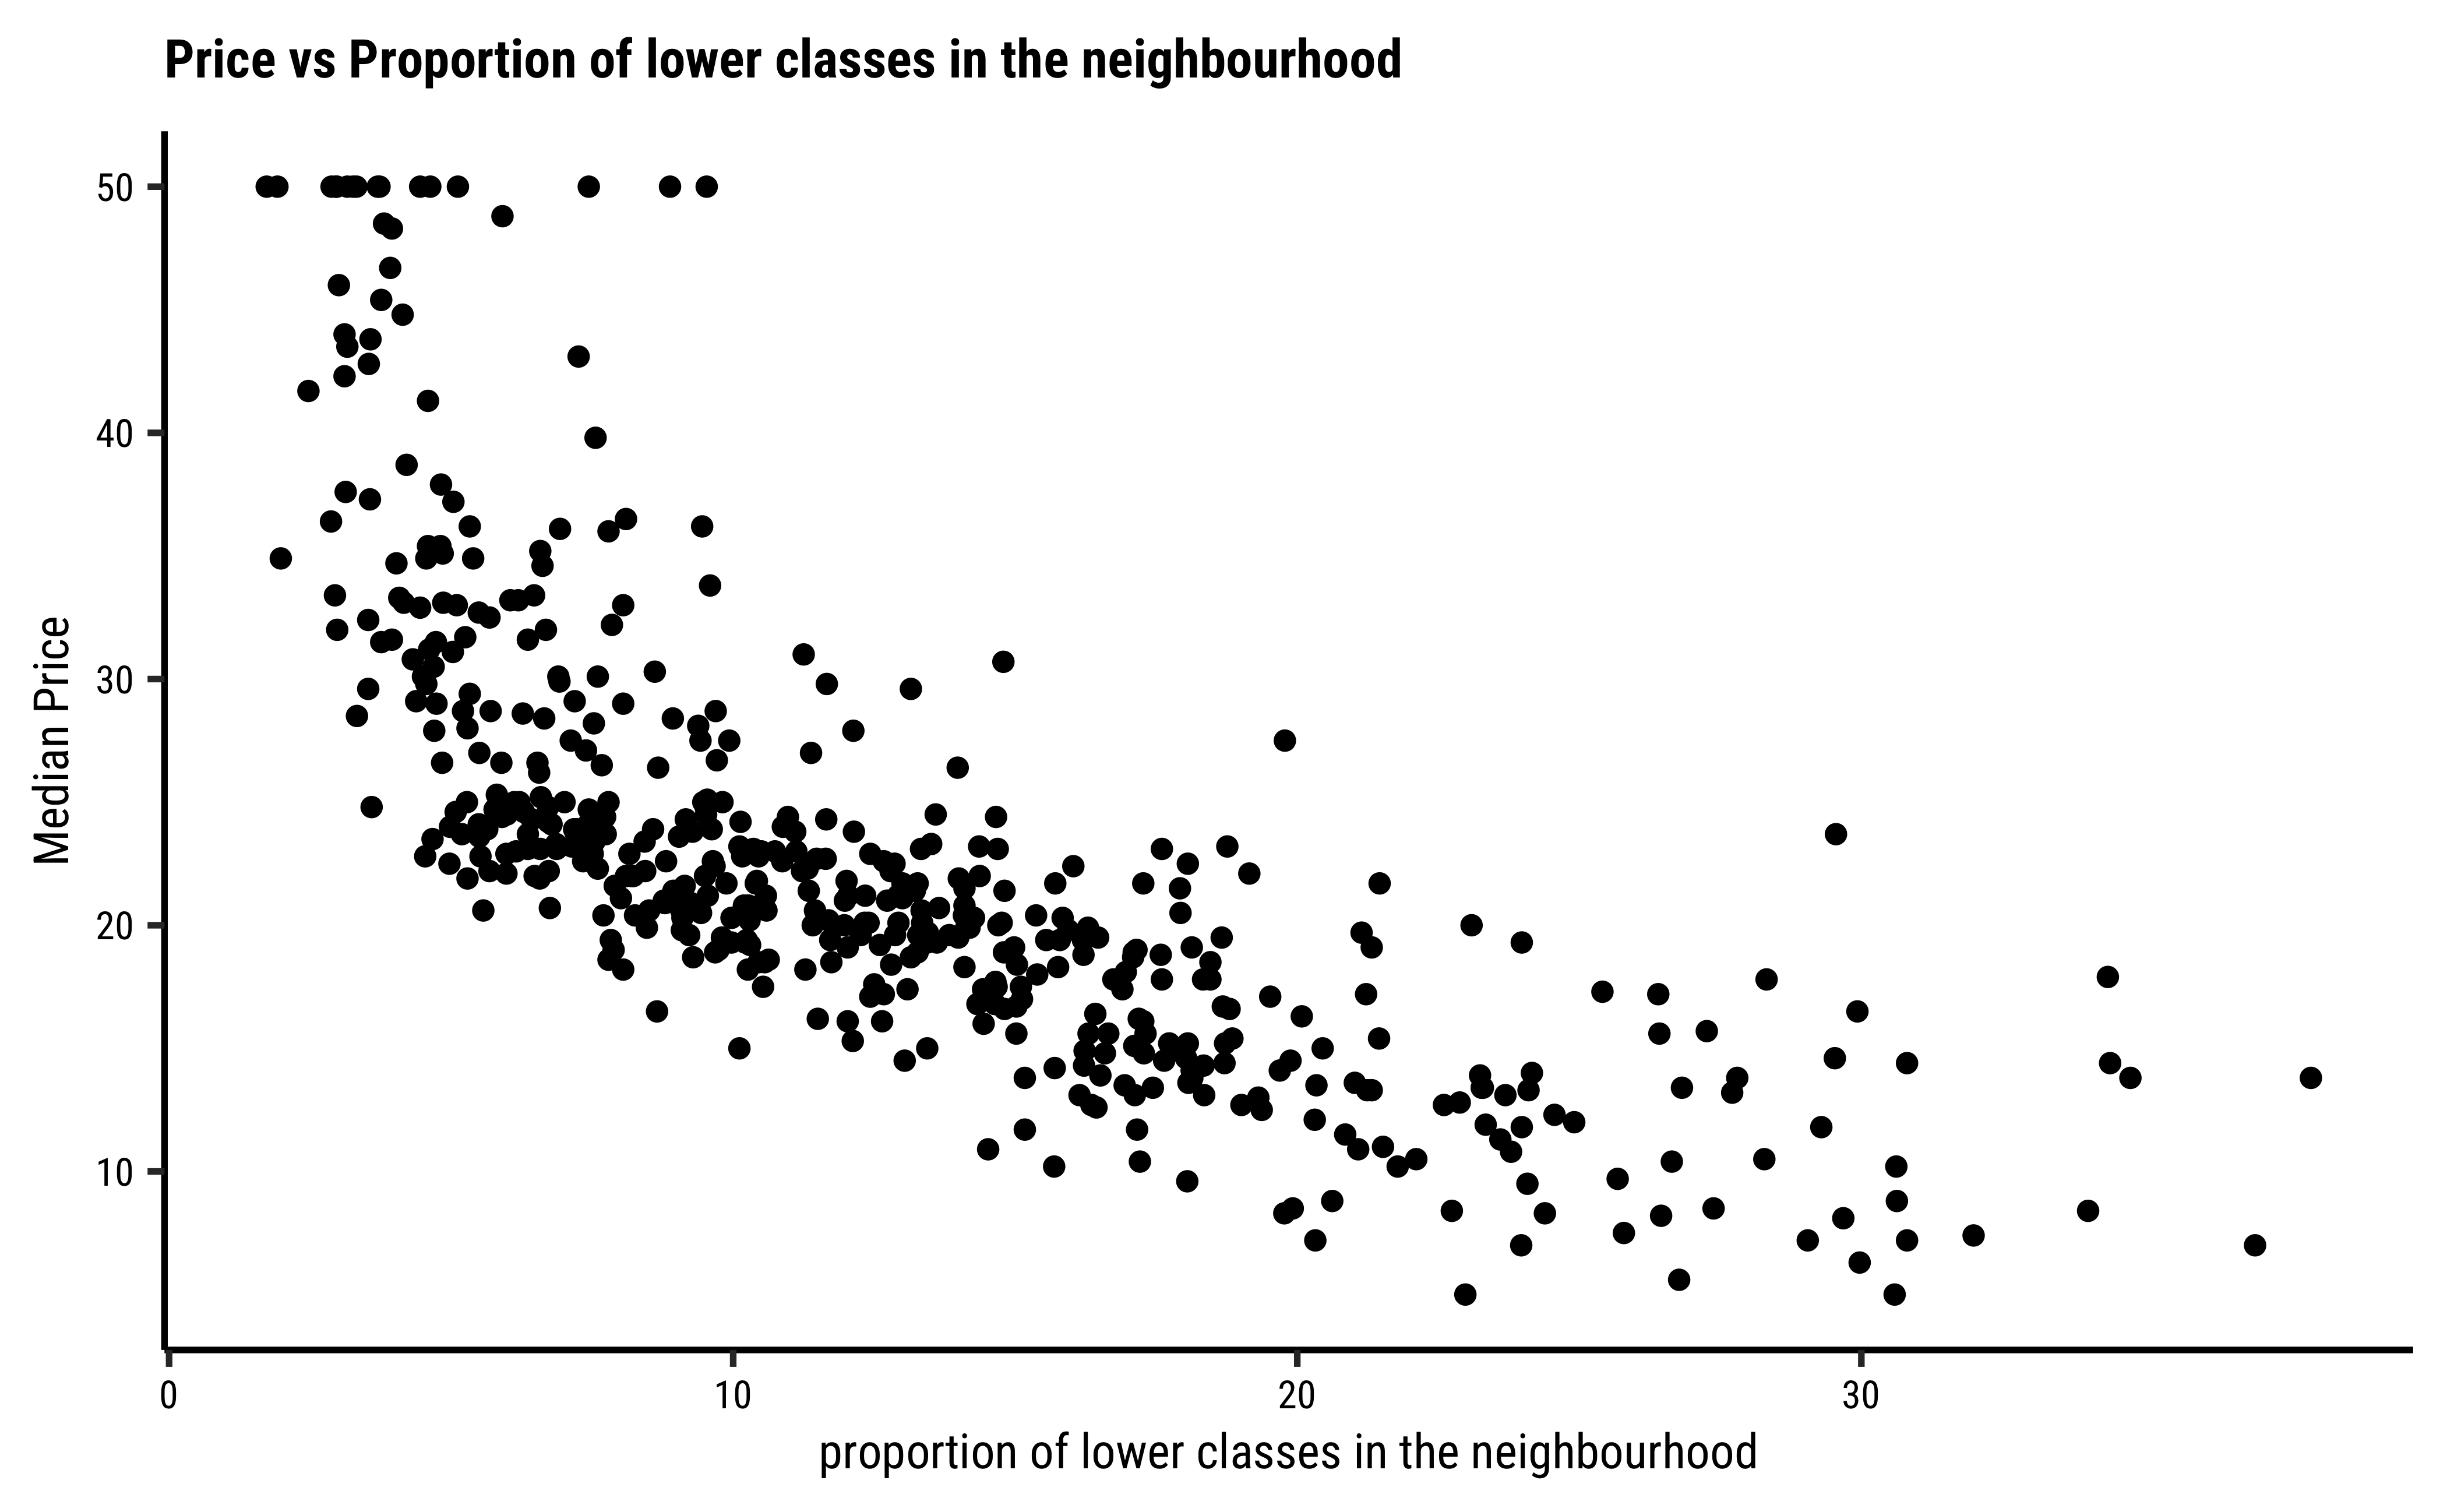 Price vs Proportion of lower classes in the neighbourhood
Median Price
50
40
30
20
10
0 10 20 30
proportion of lower classes in the neighbourhood